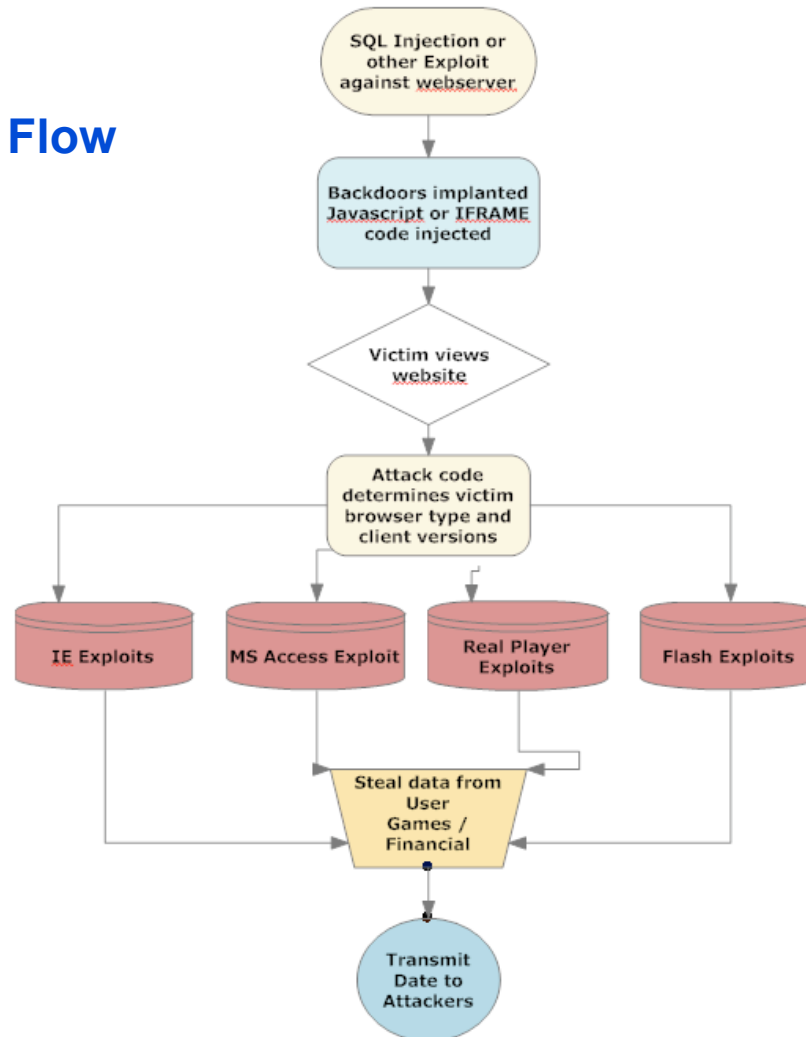 SQL Injection or
other Exploit
against webserver
Flow
Backdoors implanted
Javascript or IFRAME
code injected
Victim views
website
Attack code
determines victim
browser type and
client versions
IE Exploits
MS Access Exploit
Real Player
Exploits
Flash Exploits
Steal data from
User
Games /
Financial
Transmit
Date to
Attackers